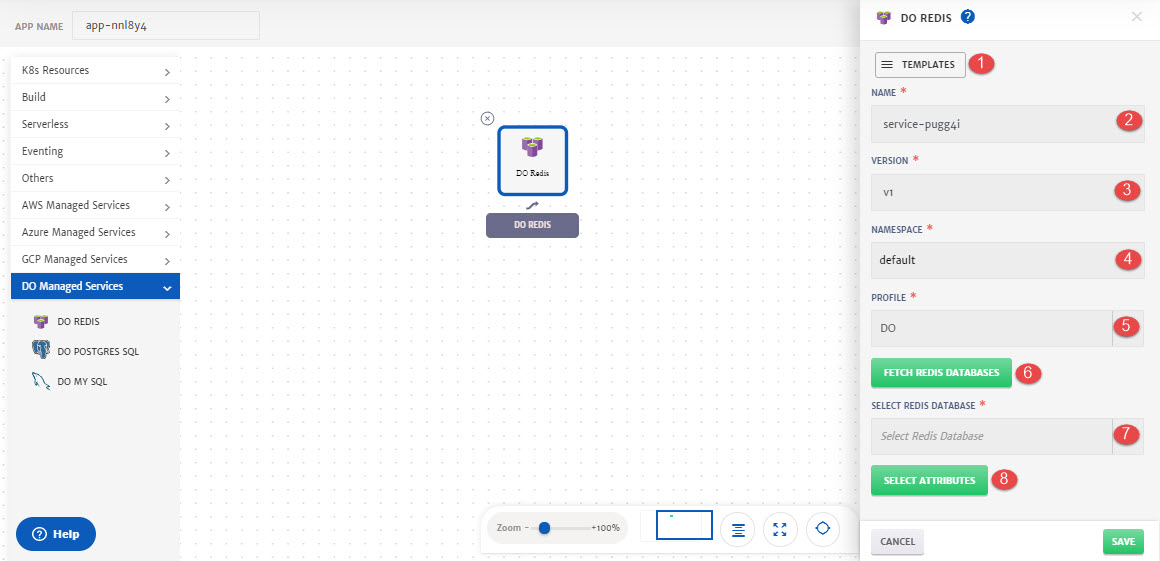 APP NAME
app-nnl8y4
K8s Resources
Build
Serverless
Eventing
Others
AWS Managed Services
Azure Managed Services
GCP Managed Services
DO Managed Services
DO REDIS
DO POSTGRES SQL
DO MY SQL
Help
DO Redis
DO REDIS
Zoom - +100%
DO REDIS ?
TEMPLATES 1
NAME *
service-pugg4i 2
VERSION *
v1 3
NAMESPACE *
default 4
PROFILE *
DO 5
FETCH REDIS DATABASES 6
SELECT REDIS DATABASE *
Select Redis Database 7
SELECT ATTRIBUTES 8
CANCEL SAVE